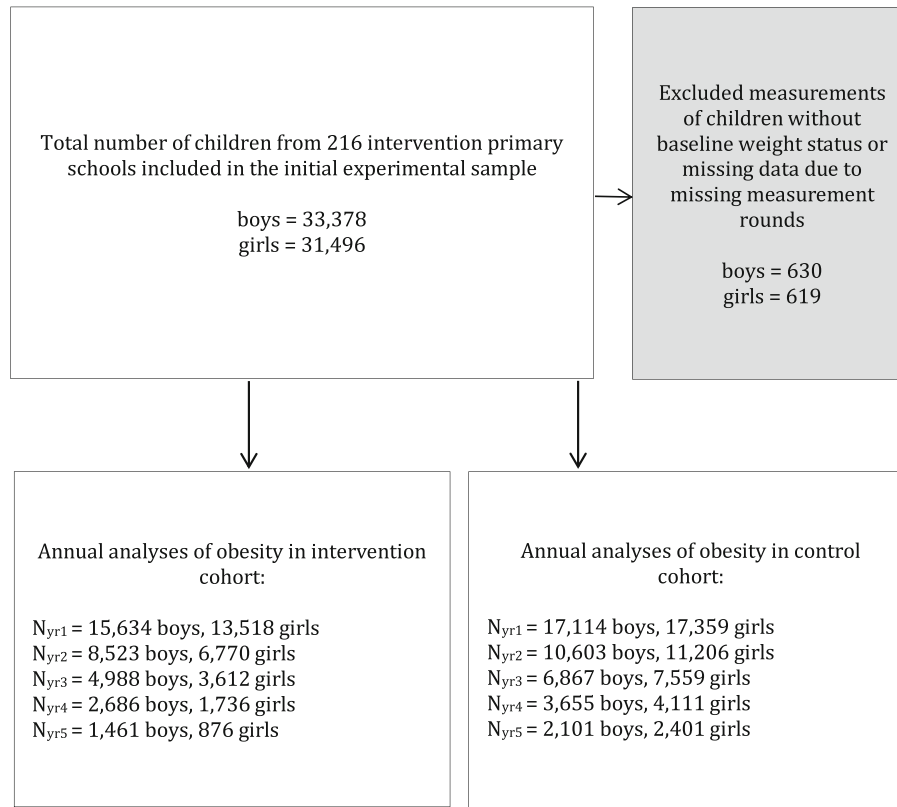 Total number of children from 216 intervention primary
schools included in the initial experimental sample
boys = 33,378
girls = 31,496
Excluded measurements
of children without
baseline weight status or
missing data due to
missing measurement
rounds
boys = 630
girls = 619
Annual analyses of obesity in intervention
cohort:
Nyr1 = 15,634 boys, 13,518 girls
Nyr2 = 8,523 boys, 6,770 girls
Nyr3 = 4,988 boys, 3,612 girls
Nyr4 = 2,686 boys, 1,736 girls
Nyr5 = 1,461 boys, 876 girls
Annual analyses of obesity in control
cohort:
Nyr1 = 17,114 boys, 17,359 girls
Nyr2 = 10,603 boys, 11,206 girls
Nyr3 = 6,867 boys, 7,559 girls
Nyr4 = 3,655 boys, 4,111 girls
Nyr5 = 2,101 boys, 2,401 girls